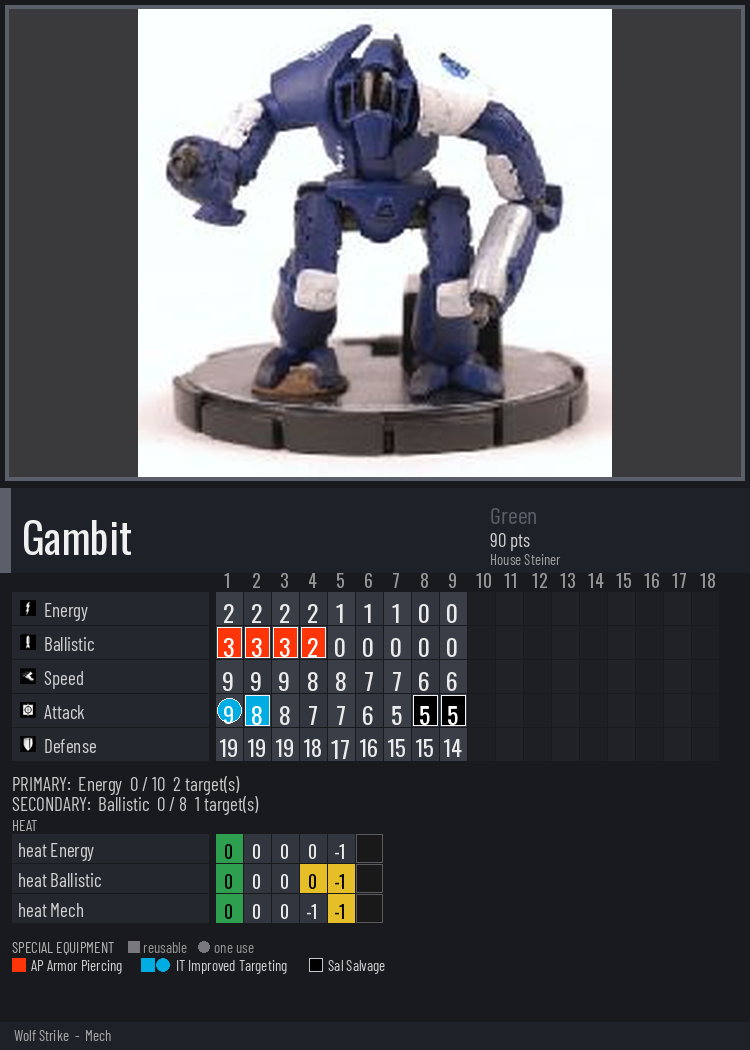 Gambit
Green
90 pts
House Steiner
1 2 3 4 5 6 7 8 9 10 11 12 13 14 15 16 17 18
Energy 2 2 2 2 1 1 1 0 0
Ballistic 3 3 3 2 0 0 0 0 0
Speed 9 9 9 8 8 7 7 6 6
Attack 9 8 8 7 7 6 5 5 5
Defense 19 19 19 18 17 16 15 15 14
PRIMARY: Energy 0 / 10 2 target(s)
SECONDARY: Ballistic 0 / 8 1 target(s)
HEAT
heat Energy 0 0 0 0 -1
heat Ballistic 0 0 0 0 -1
heat Mech 0 0 0 -1 -1
SPECIAL EQUIPMENT reusable one use
AP Armor Piercing IT Improved Targeting Sal Salvage
Wolf Strike - Mech